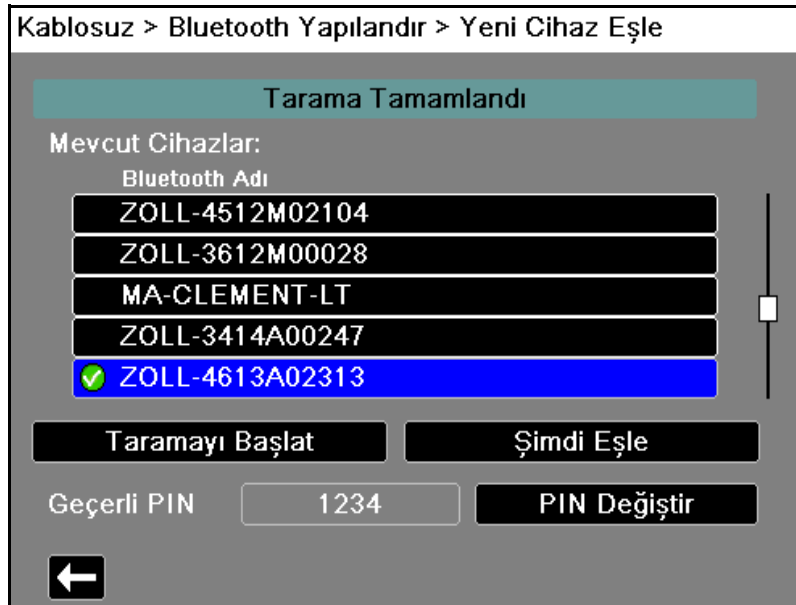 Kablosuz > Bluetooth Yapılandır > Yeni Cihaz Eşle
Tarama Tamamlandı
Mevcut Cihazlar:
Bluetooth Adı
ZOLL-4512M02104
ZOLL-3612M00028
MA-CLEMENT-LT
ZOLL-3414A00247
ZOLL-4613A02313
Taramayı Başlat
Şimdi Eşle
Geçerli PIN
1234
PIN Değiştir